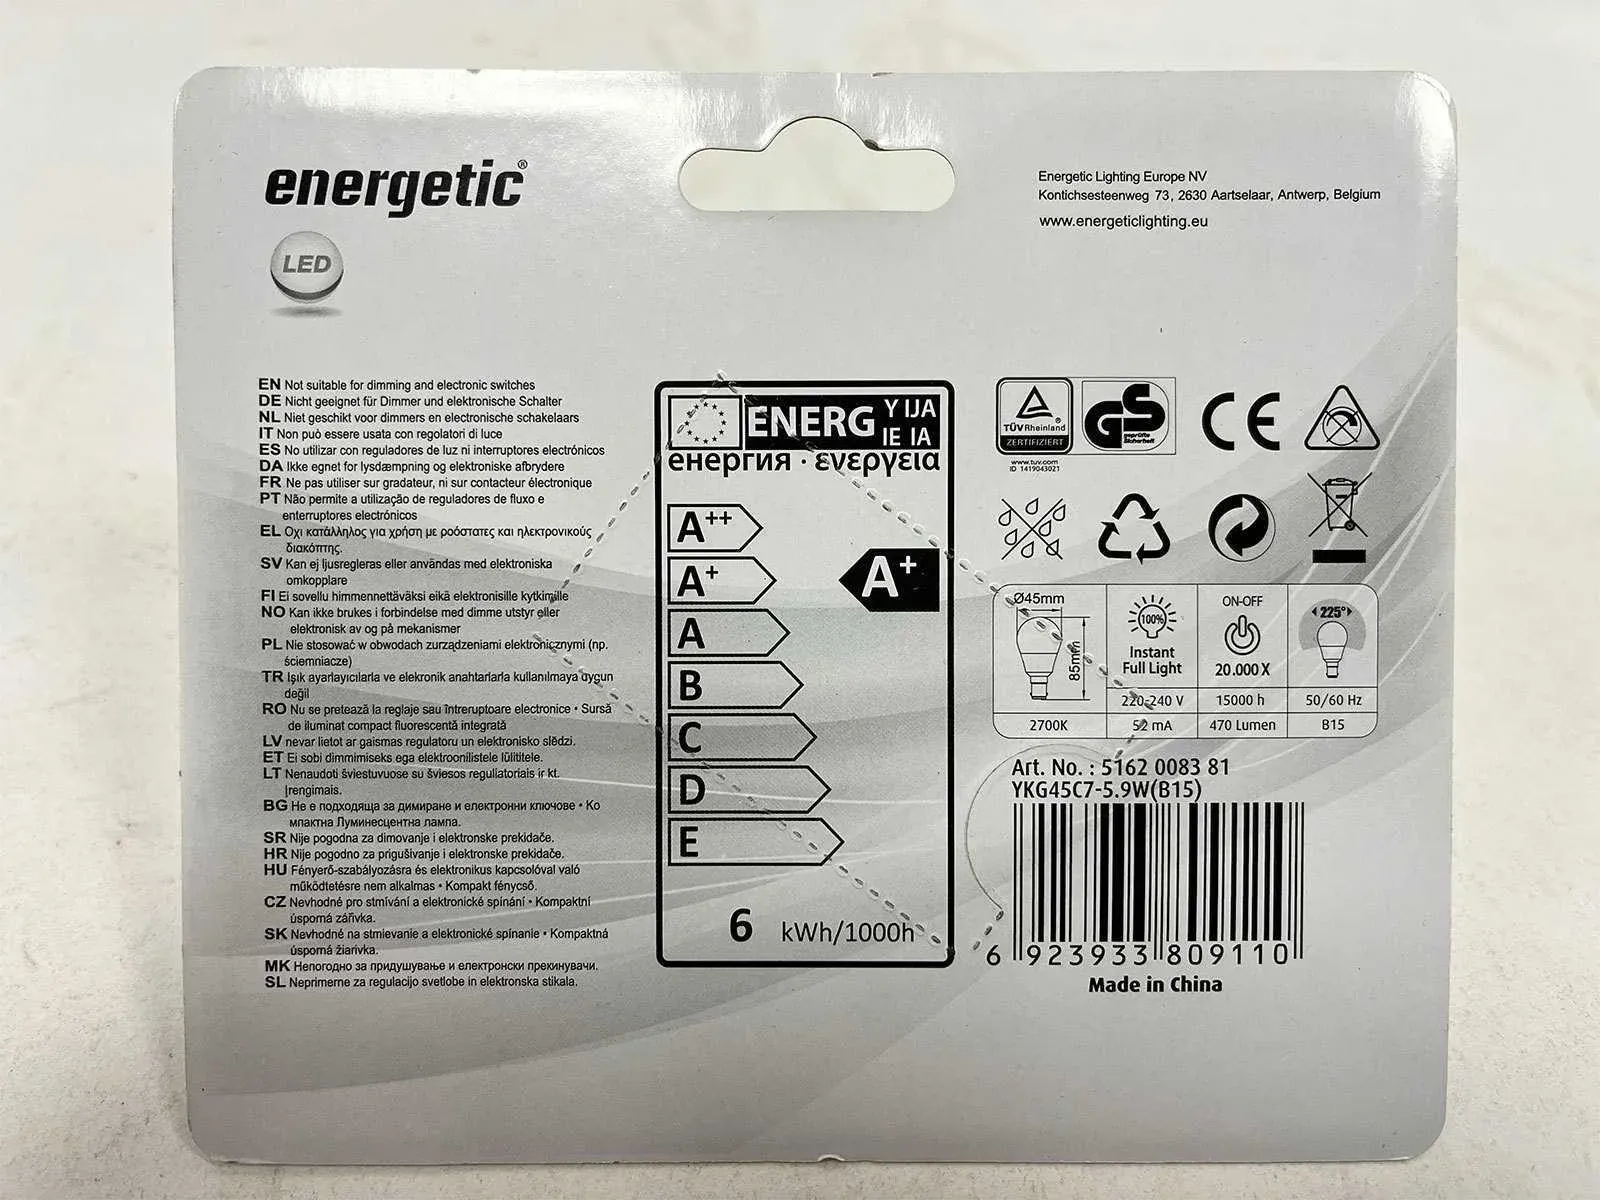 energetic®
LED
Energetic Lighting Europe NV
Kontichsesteenweg 73, 2630 Aartselaar, Antwerp, Belgium
www.energeticlighting.eu
EN Not suitable for dimming and electronic switches
DE Nicht geeignet für Dimmer und elektronische Schalter
NL Niet geschikt voor dimmers en electronische schakelaars
IT Non può essere usata con regolatori di luce
ES No utilizar con reguladores de luz ni interruptores electrónicos
DA Ikke egnet for lysdæmpning og elektroniske afbrydere
FR Ne pas utiliser sur gradateur, ni sur contacteur électronique
PT Não permite a utilização de reguladores de fluxo e
enterruptores electrónicos
EL Οχι κατάλληλος για χρήση με ροόστατες και ηλεκτρονικούς
διακόπτης.
SV Kan ej ljusregleras eller användas med elektroniska
omkopplare
FI Ei sovellu himmennettäväksi eikä elektronisille kytkimille
NO Kan ikke brukes i forbindelse med dimme utstyr eller
elektronisk av og på mekanismer
PL Nie stosować w obwodach zurządzeniami elektronicznymi (np.
ściemniacze)
TR Işık ayarlayıcılarla ve elekronik anahtarlarla kullanılmaya uygun
değil
RO Nu se pretează la reglaje sau întreruptoare electronice • Sursă
de iluminat compact fluorescentă integrată
LV nevar lietot ar gaismas regulatoru un elektronisko slēdzi.
ET Ei sobi dimmimiseks ega elektroonilistele lülititele.
LT Nenaudoti šviestuvuose su šviesos reguliatoriais ir kt.
Įrengimais.
BG Не е подходяща за димиране и електронни ключове • Ко
мпактна Луминесцентна лампа.
SR Nije pogodna za dimovanje i elektronske prekidače.
HR Nije pogodno za prigušivanje i elektronske prekidače.
HU Fényerő-szabályozásra és elektronikus kapcsolóval való
működtetésre nem alkalmas • Kompakt fénycső.
CZ Nevhodné pro stmívání a elektronické spínání • Kompaktní
úsporná zářivka.
SK Nevhodné na stmievanie a elektronické spínanie • Kompaktná
úsporná žiarivka.
MK Непогодно за придушување и електронски прекинувачи.
SL Neprimerne za regulacijo svetlobe in elektronska stikala.
ENERG Y IJA
IE IA
енергия · ενεργεια
A++
A+
A+
A
B
C
D
E
6 kWh/1000h
TÜVRheinland®
ZERTIFIZIERT
www.tuv.com
ID 1419043021
GS
geprüfte
Sicherheit
CE
Ø45mm
85mm
100%
Instant
Full Light
ON-OFF
20.000 X
225°
220-240 V
15000 h
50/60 Hz
2700K
52 mA
470 Lumen
B15
Art. No. : 5162 0083 81
YKG45C7-5.9W(B15)
6 923933 809110
Made in China